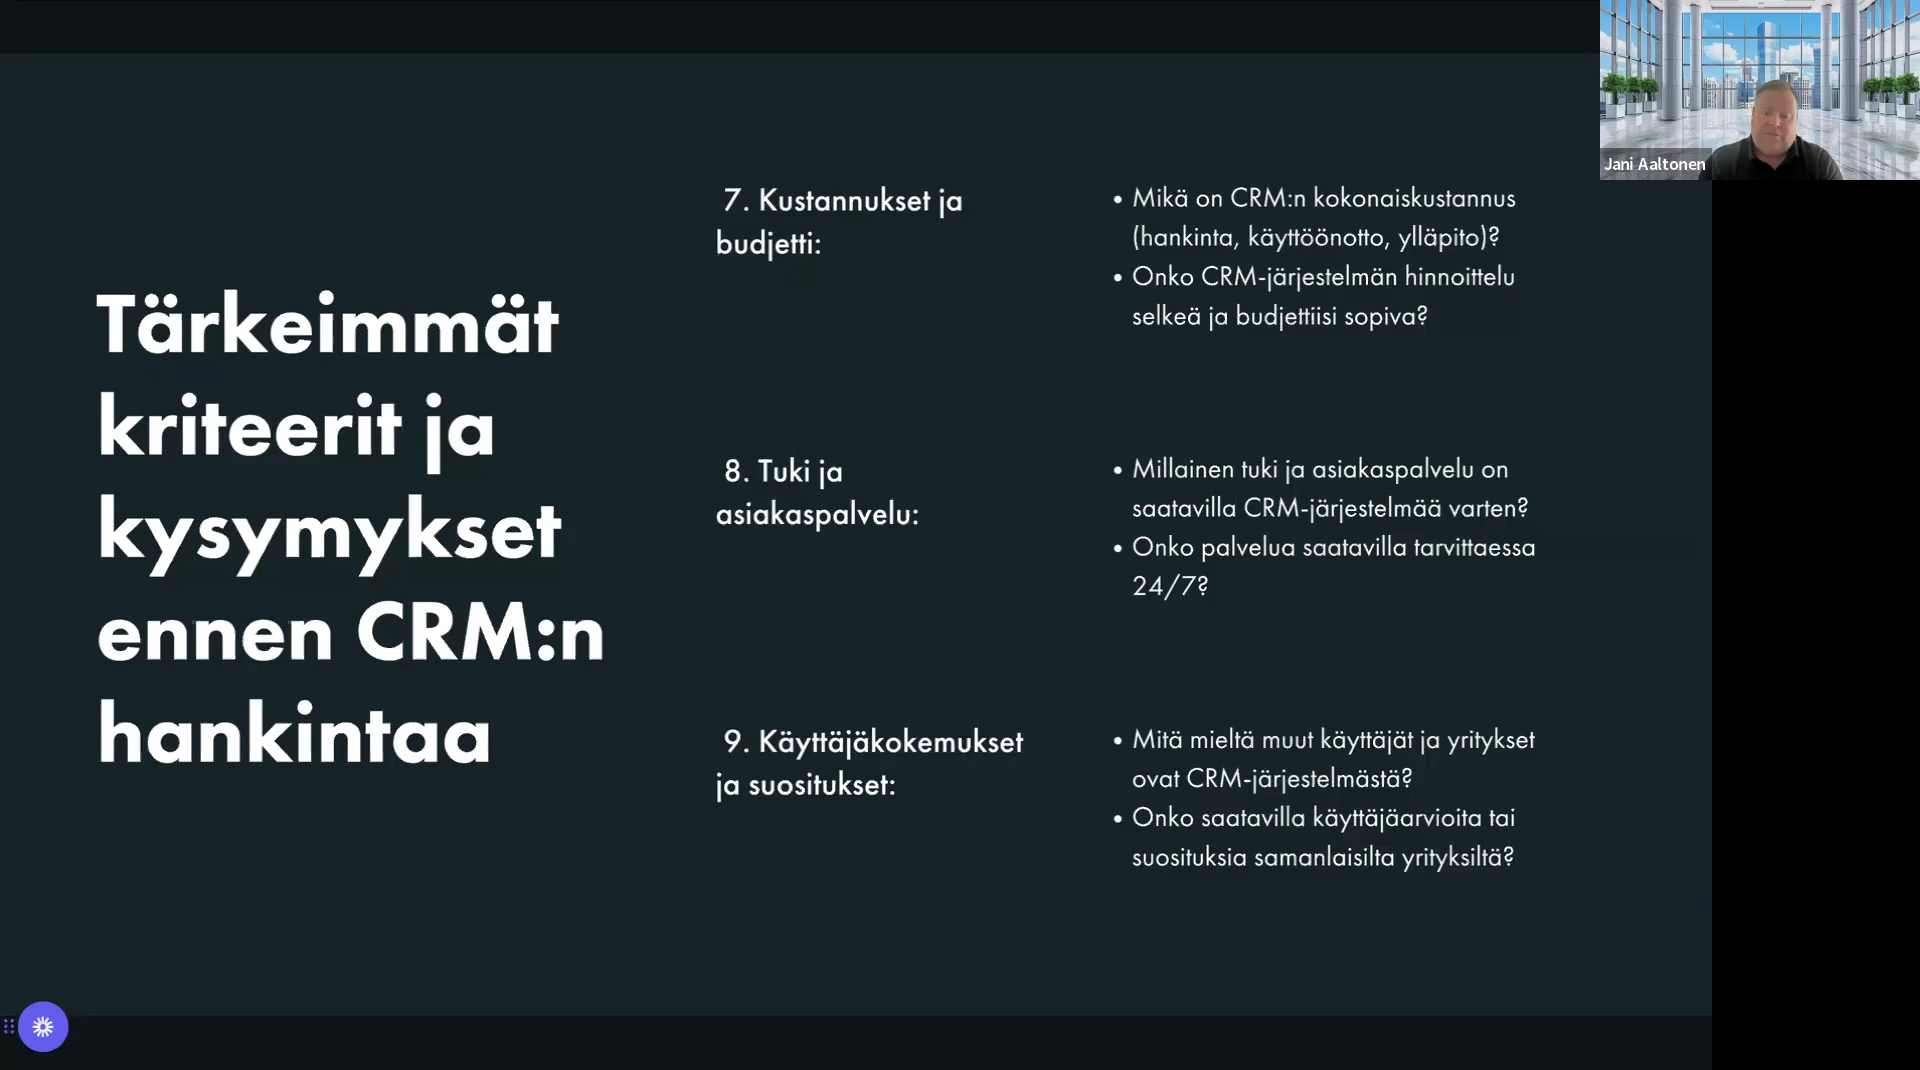 Tärkeimmät
kriteerit ja
kysymykset
ennen CRM:n
hankintaa
7. Kustannukset ja
budjetti:
• Mikä on CRM:n kokonaiskustannus
(hankinta, käyttöönotto, ylläpito)?
• Onko CRM-järjestelmän hinnoittelu
selkeä ja budjettiisi sopiva?
8. Tuki ja
asiakaspalvelu:
• Millainen tuki ja asiakaspalvelu on
saatavilla CRM-järjestelmää varten?
• Onko palvelua saatavilla tarvittaessa
24/7?
9. Käyttäjäkokemukset
ja suositukset:
• Mitä mieltä muut käyttäjät ja yritykset
ovat CRM-järjestelmästä?
• Onko saatavilla käyttäjäarvioita tai
suosituksia samanlaisilta yrityksiltä?
Jani Aaltonen